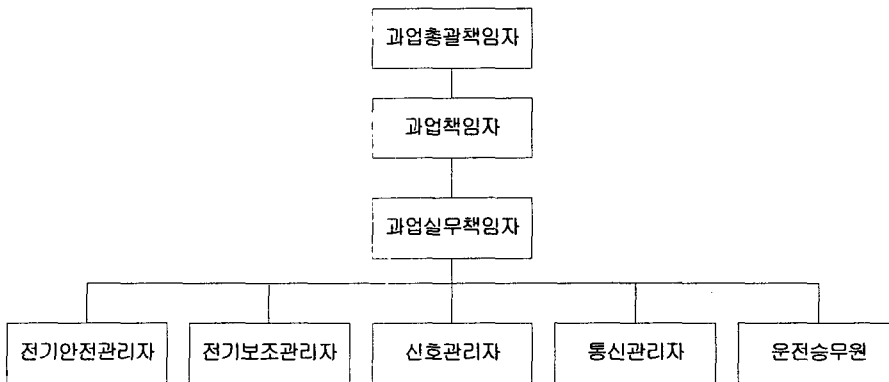 과업총괄책임자
과업책임자
과업실무책임자
전기안전관리자
전기보조관리자
신호관리자
통신관리자
운전승무원